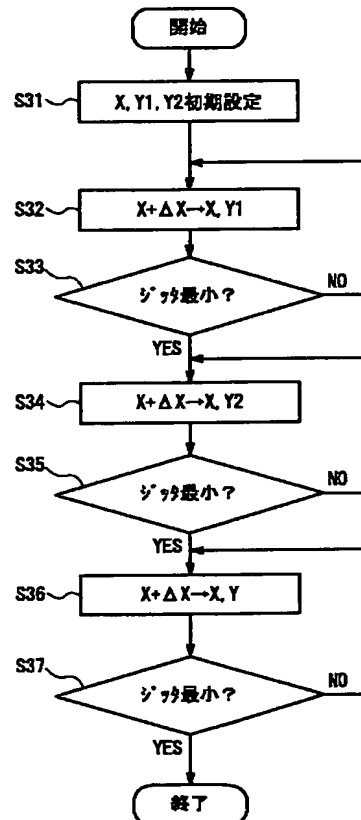 開始
S31
X,Y1,Y2初期設定
S32
X+ΔX→X,Y1
S33
ジッタ最小?
NO
YES
S34
X+ΔX→X,Y2
S35
ジッタ最小?
NO
YES
S36
X+ΔX→X,Y
S37
ジッタ最小?
NO
YES
終了